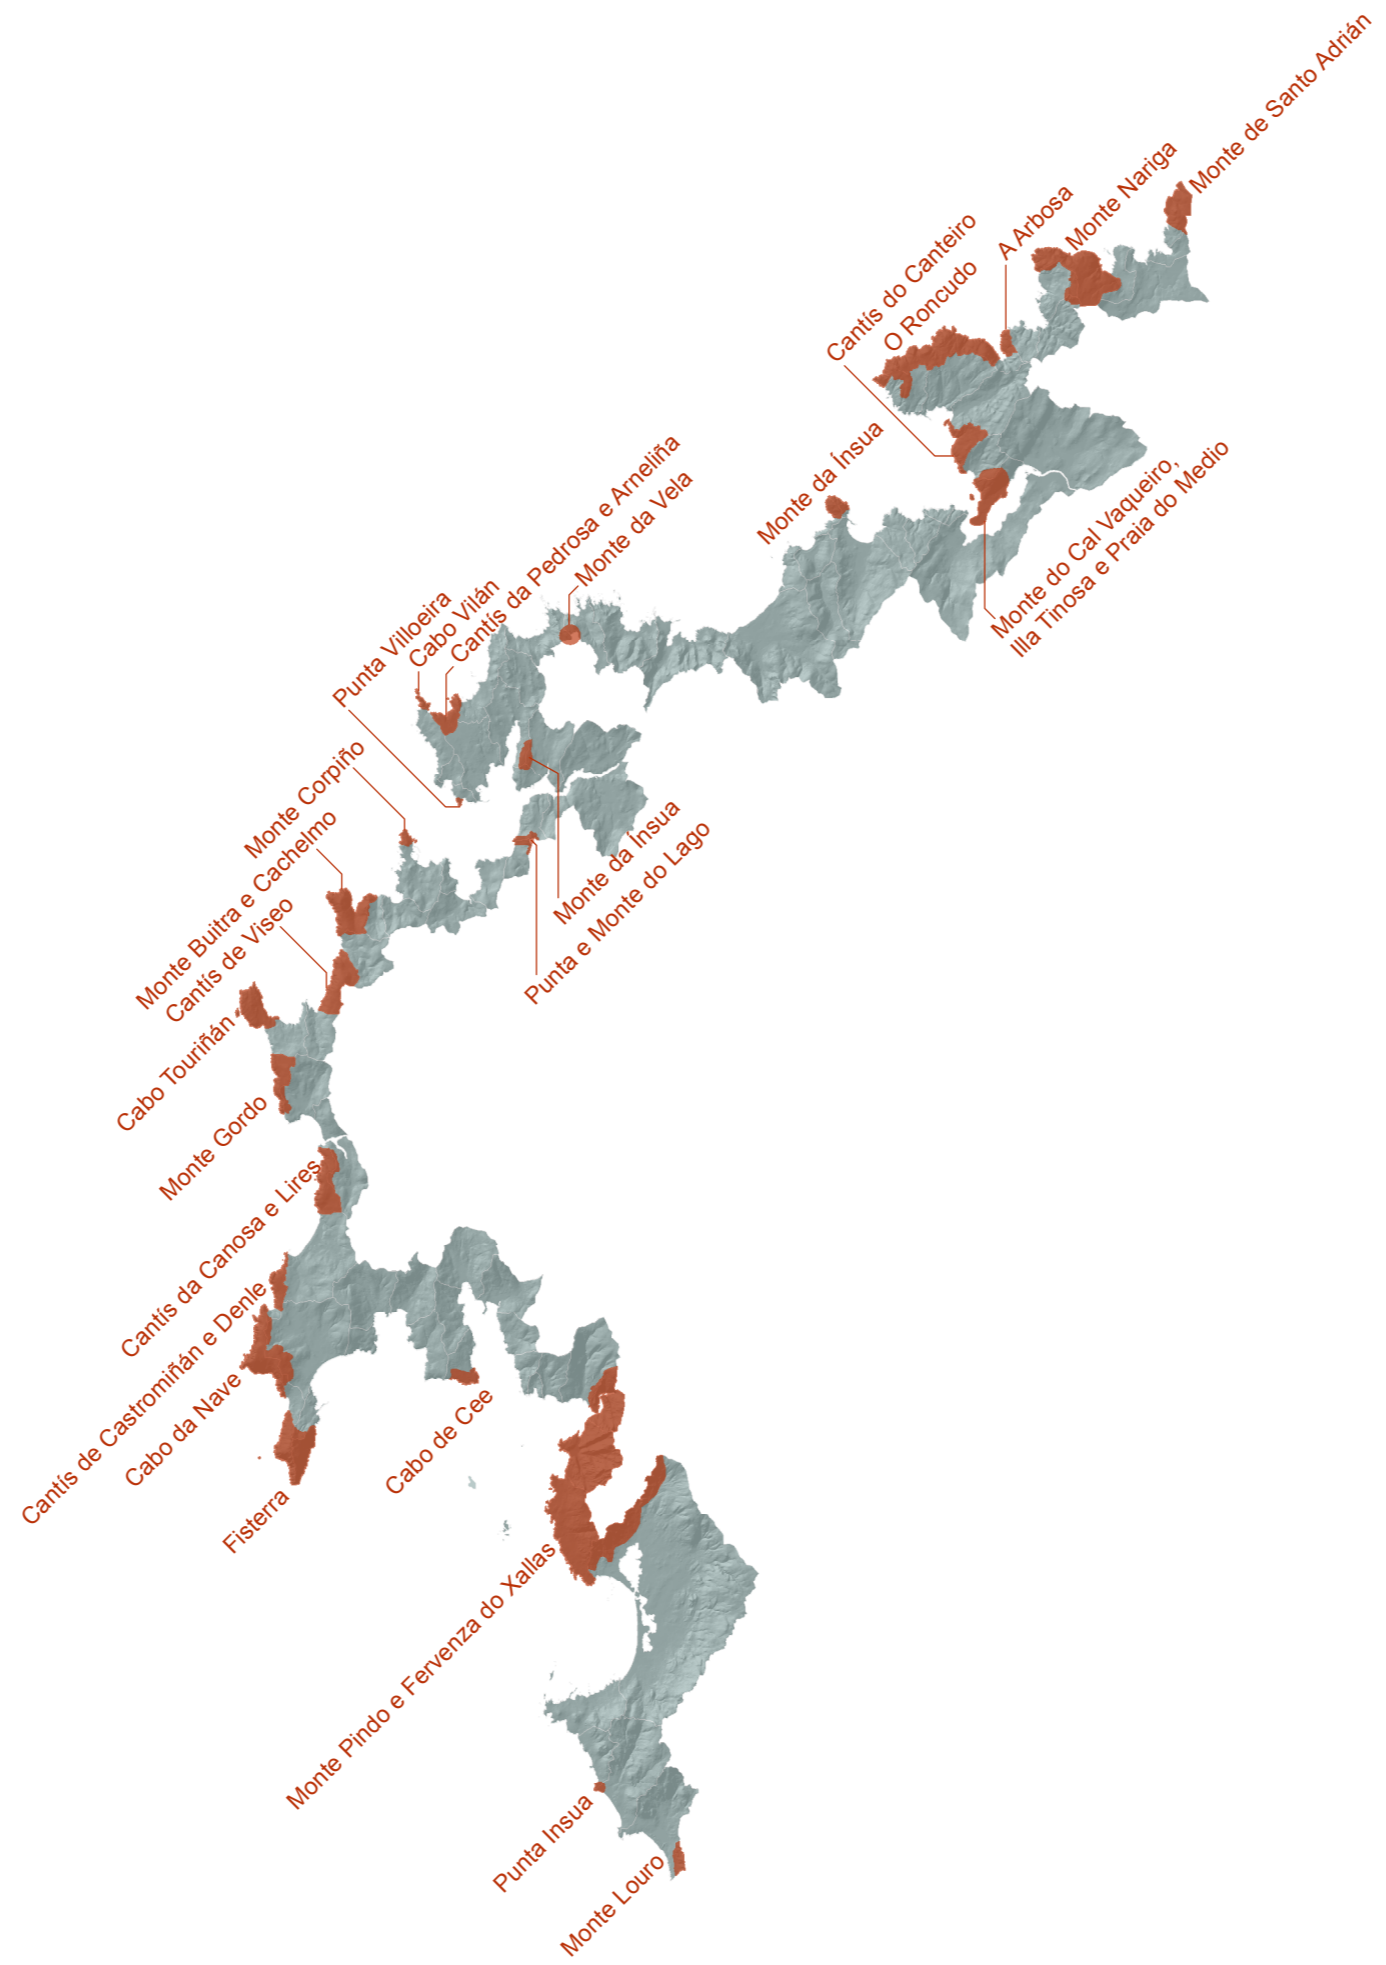 Monte de Santo Adrián
Monte Nariga
A Arbosa
Cantís do Canteiro
O Roncudo
Monte da Ínsua
Monte do Cal Vaqueiro,
Illa Tinosa e Praia do Medio
Cantís da Pedrosa e Arneliña
Monte da Vela
Cabo Vilán
Punta Villoeira
Monte Corpiño
Monte da Ínsua
Punta e Monte do Lago
Monte Buitra e Cachelmo
Cantís de Viseo
Cabo Touriñán
Monte Gordo
Cantís da Canosa e Lires
Cantís de Castromiñán e Denle
Cabo da Nave
Fisterra
Cabo de Cee
Monte Pindo e Fervenza do Xallas
Punta Insua
Monte Louro